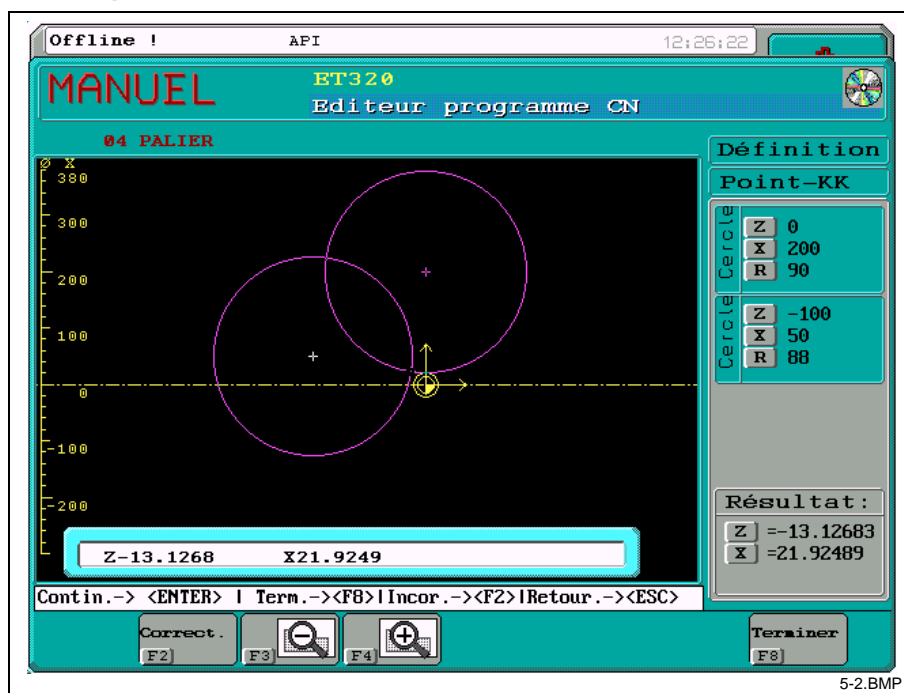 Offline !	API	12:26:22
MANUEL
ET320
Editeur programme CN
04 PALIER
Définition
Point-KK
Ø X
380
300
200
100
0
-100
-200
Cercle
Z 0
X 200
R 90
Cercle
Z -100
X 50
R 88
Résultat:
Z =-13.12683
X =21.92489
Z-13.1268 X21.9249
Contin.-> <ENTER> | Term.-><F8>|Incor.-><F2>|Retour.-><ESC>
Correct.
F2
F3
F4
Terminer
F8
5-2.BMP